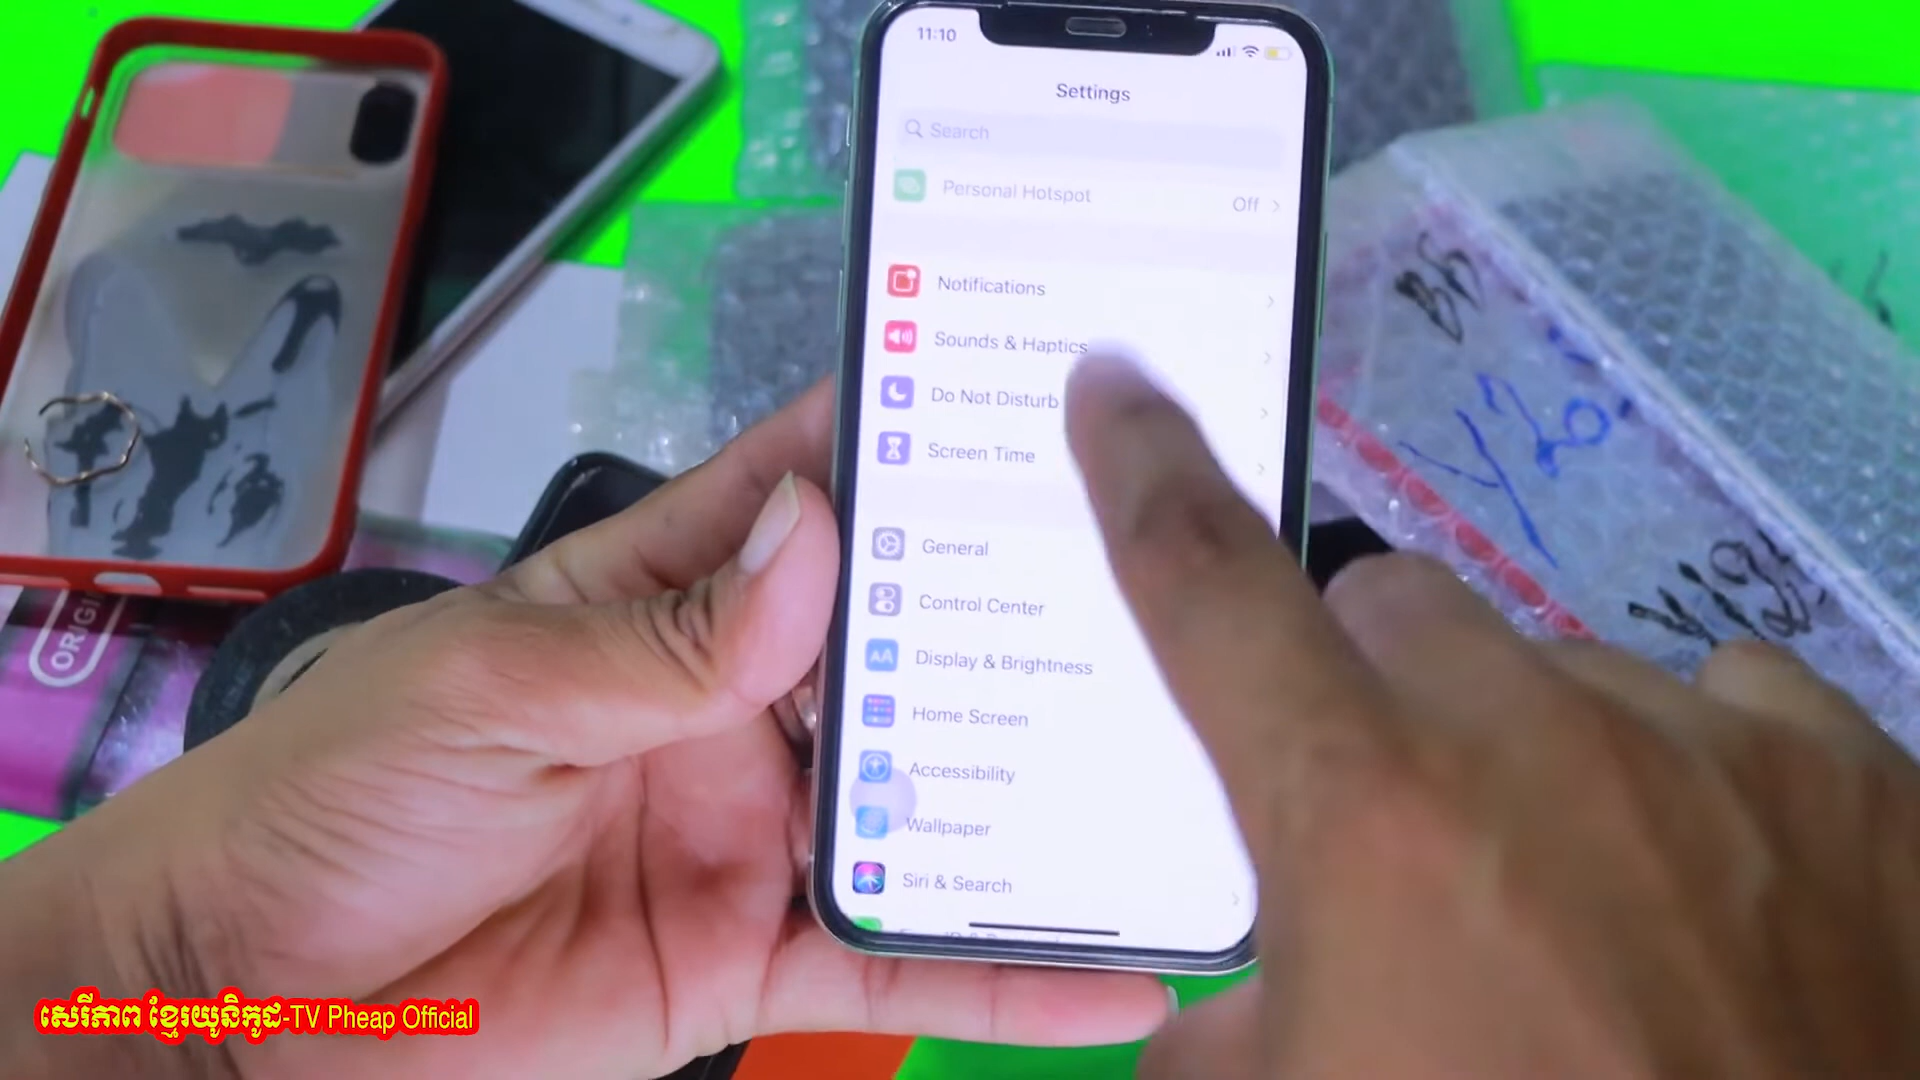 11:10
Settings
Search
Personal Hotspot
Off
Notifications
Sounds & Haptics
Do Not Disturb
Screen Time
General
Control Center
AA
Display & Brightness
Home Screen
Accessibility
Wallpaper
Siri & Search
Y20
សេរីភាព ខ្មែរយូនិកូដ-TV Pheap Official